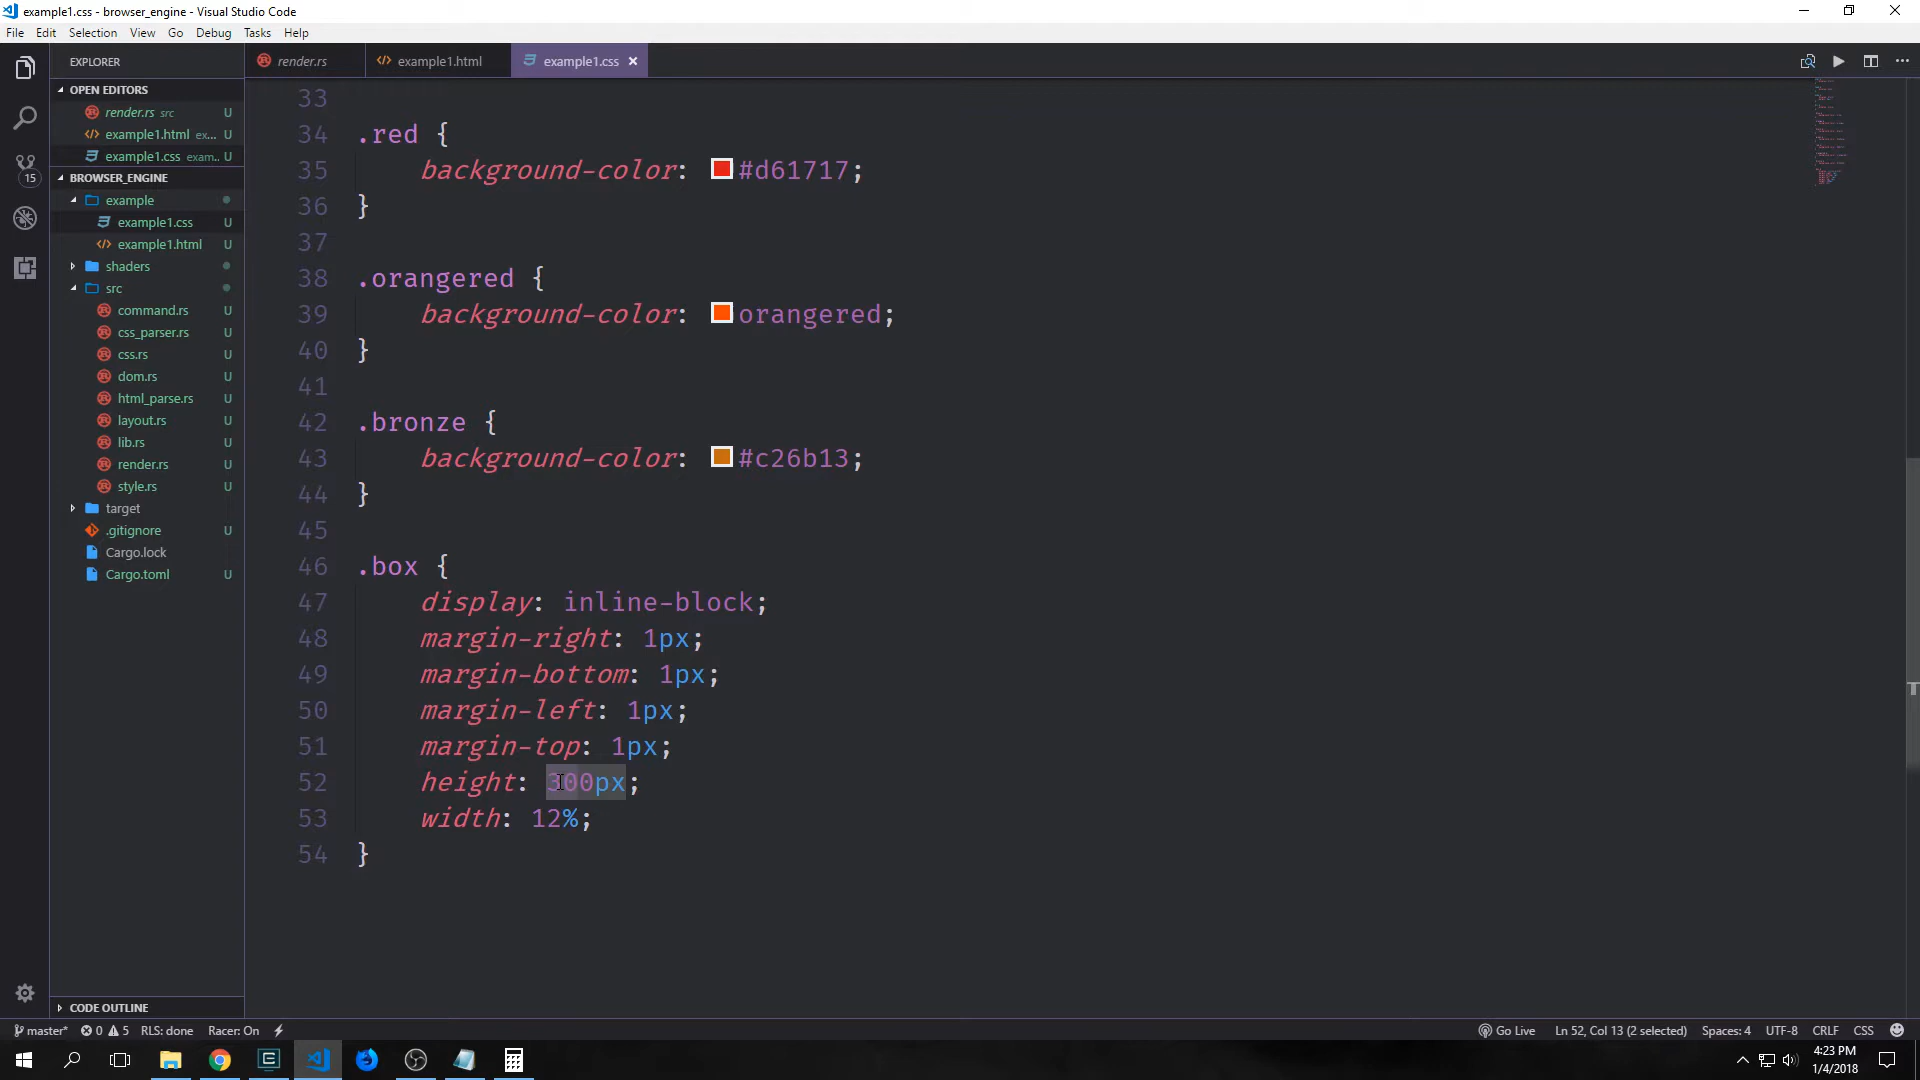 example1.css - browser_engine - Visual Studio Code
File Edit Selection View Go Debug Tasks Help
EXPLORER
render.rs
example1.html
example1.css
OPEN EDITORS
render.rs src U
example1.html ex... U
example1.css exam... U
BROWSER_ENGINE
example
example1.css U
example1.html U
shaders
src
command.rs U
css_parser.rs U
css.rs U
dom.rs U
html_parse.rs U
layout.rs U
lib.rs U
render.rs U
style.rs U
target
.gitignore U
Cargo.lock
Cargo.toml U
CODE OUTLINE
15
33
34 .red {
35 background-color: #d61717;
36 }
37
38 .orangered {
39 background-color: orangered;
40 }
41
42 .bronze {
43 background-color: #c26b13;
44 }
45
46 .box {
47 display: inline-block;
48 margin-right: 1px;
49 margin-bottom: 1px;
50 margin-left: 1px;
51 margin-top: 1px;
52 height: 300px;
53 width: 12%;
54 }
master* 0 5 RLS: done Racer: On
Go Live Ln 52, Col 13 (2 selected) Spaces: 4 UTF-8 CRLF CSS
4:23 PM
1/4/2018